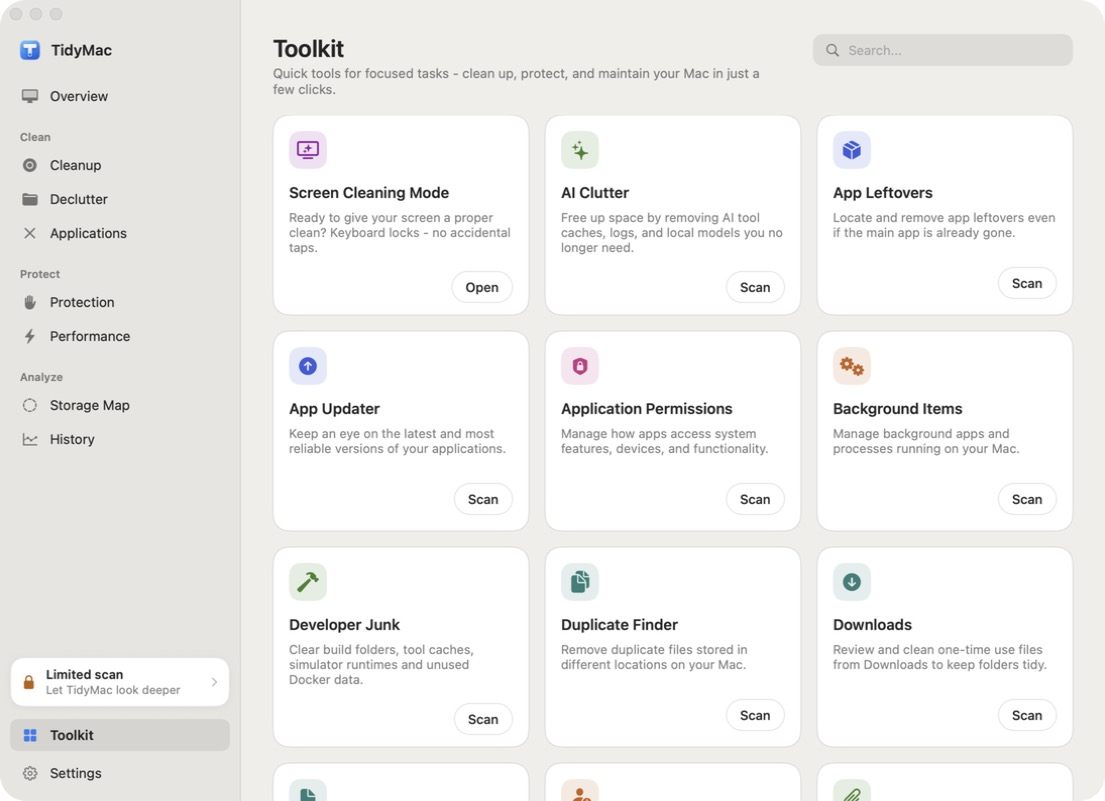 TidyMac
Overview
Clean
Cleanup
Declutter
Applications
Protect
Protection
Performance
Analyze
Storage Map
History
Limited scan
Let TidyMac look deeper
Toolkit
Settings
Toolkit
Quick tools for focused tasks - clean up, protect, and maintain your Mac in just a
few clicks.
Search...
Screen Cleaning Mode
Ready to give your screen a proper
clean? Keyboard locks - no accidental
taps.
Open
AI Clutter
Free up space by removing AI tool
caches, logs, and local models you no
longer need.
Scan
App Leftovers
Locate and remove app leftovers even
if the main app is already gone.
Scan
App Updater
Keep an eye on the latest and most
reliable versions of your applications.
Scan
Application Permissions
Manage how apps access system
features, devices, and functionality.
Scan
Background Items
Manage background apps and
processes running on your Mac.
Scan
Developer Junk
Clear build folders, tool caches,
simulator runtimes and unused
Docker data.
Scan
Duplicate Finder
Remove duplicate files stored in
different locations on your Mac.
Scan
Downloads
Review and clean one-time use files
from Downloads to keep folders tidy.
Scan